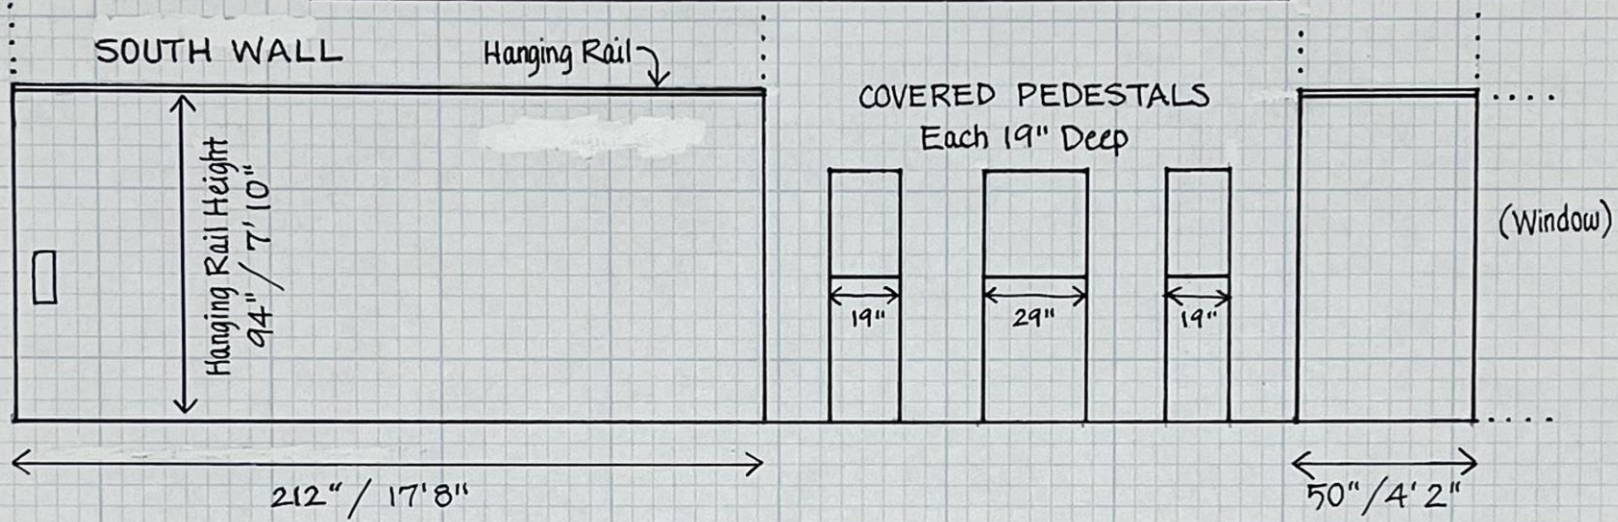 SOUTH WALL
Hanging Rail
COVERED PEDESTALS
Each 19" Deep
Hanging Rail Height
94" / 7' 10"
19"
29"
19"
(Window)
212" / 17'8"
50"/4' 2"